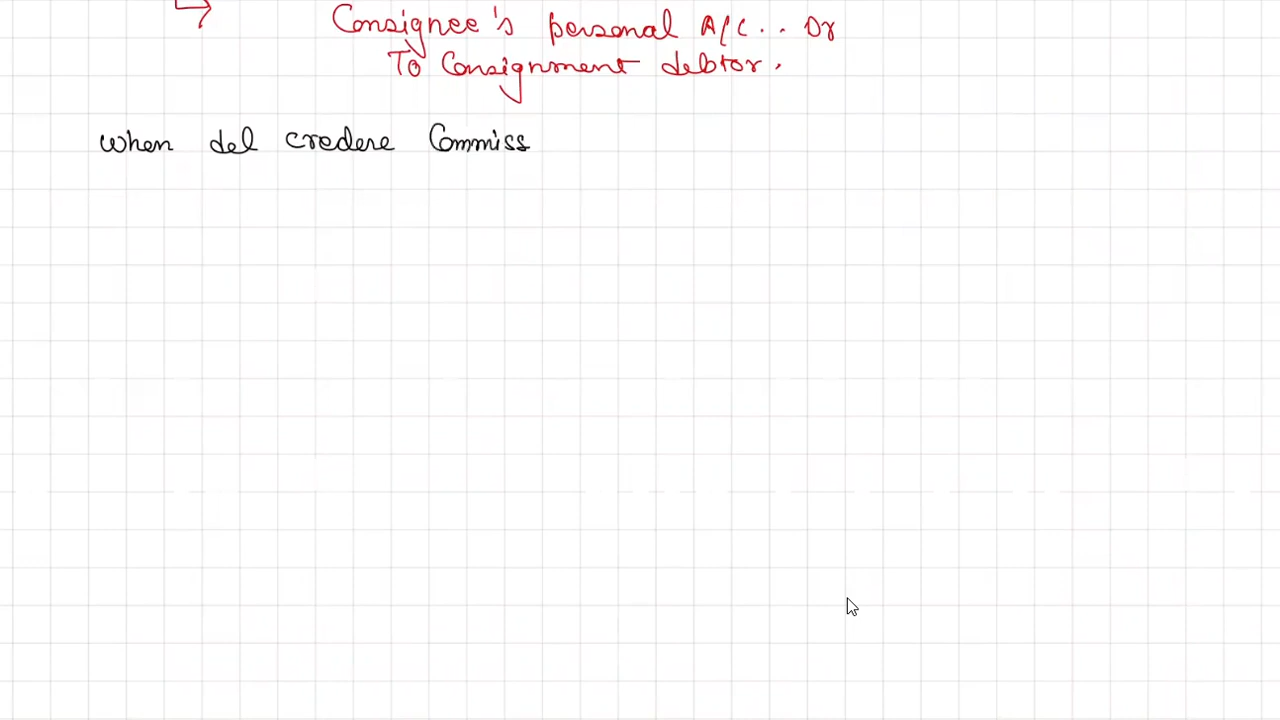 Consignee's personal A/C .. Dr
To Consignment debtor.
When del credere Commiss